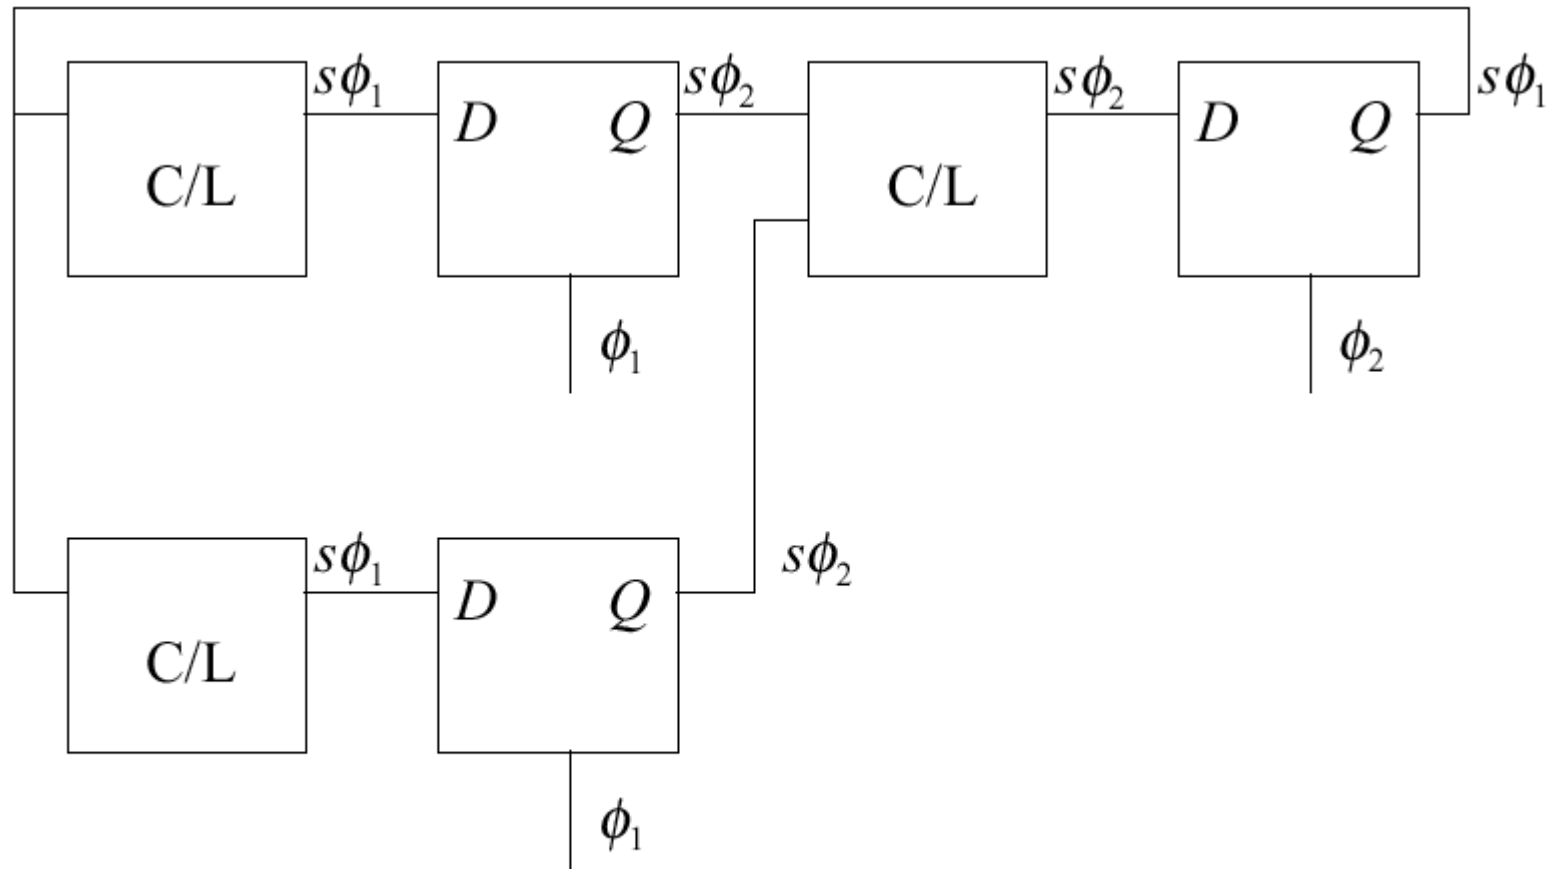 sϕ₁ sϕ₂ sϕ₂ sϕ₁
D Q D Q
C/L C/L
ϕ₁ ϕ₂
sϕ₁ sϕ₂
D Q
C/L
ϕ₁